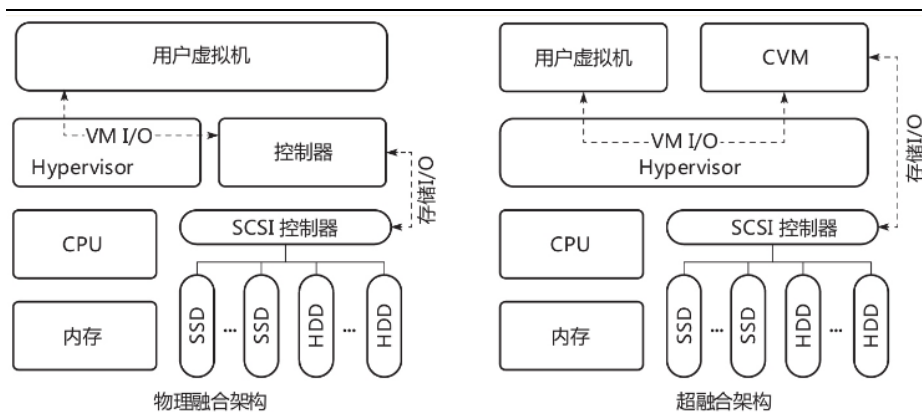 用户虚拟机
VM I/O
Hypervisor
控制器
存储I/O
CPU
SCSI 控制器
内存
SSD
...
SSD
HDD
...
HDD
物理融合架构
用户虚拟机
CVM
VM I/O
Hypervisor
存储I/O
CPU
SCSI 控制器
内存
SSD
...
SSD
HDD
...
HDD
超融合架构